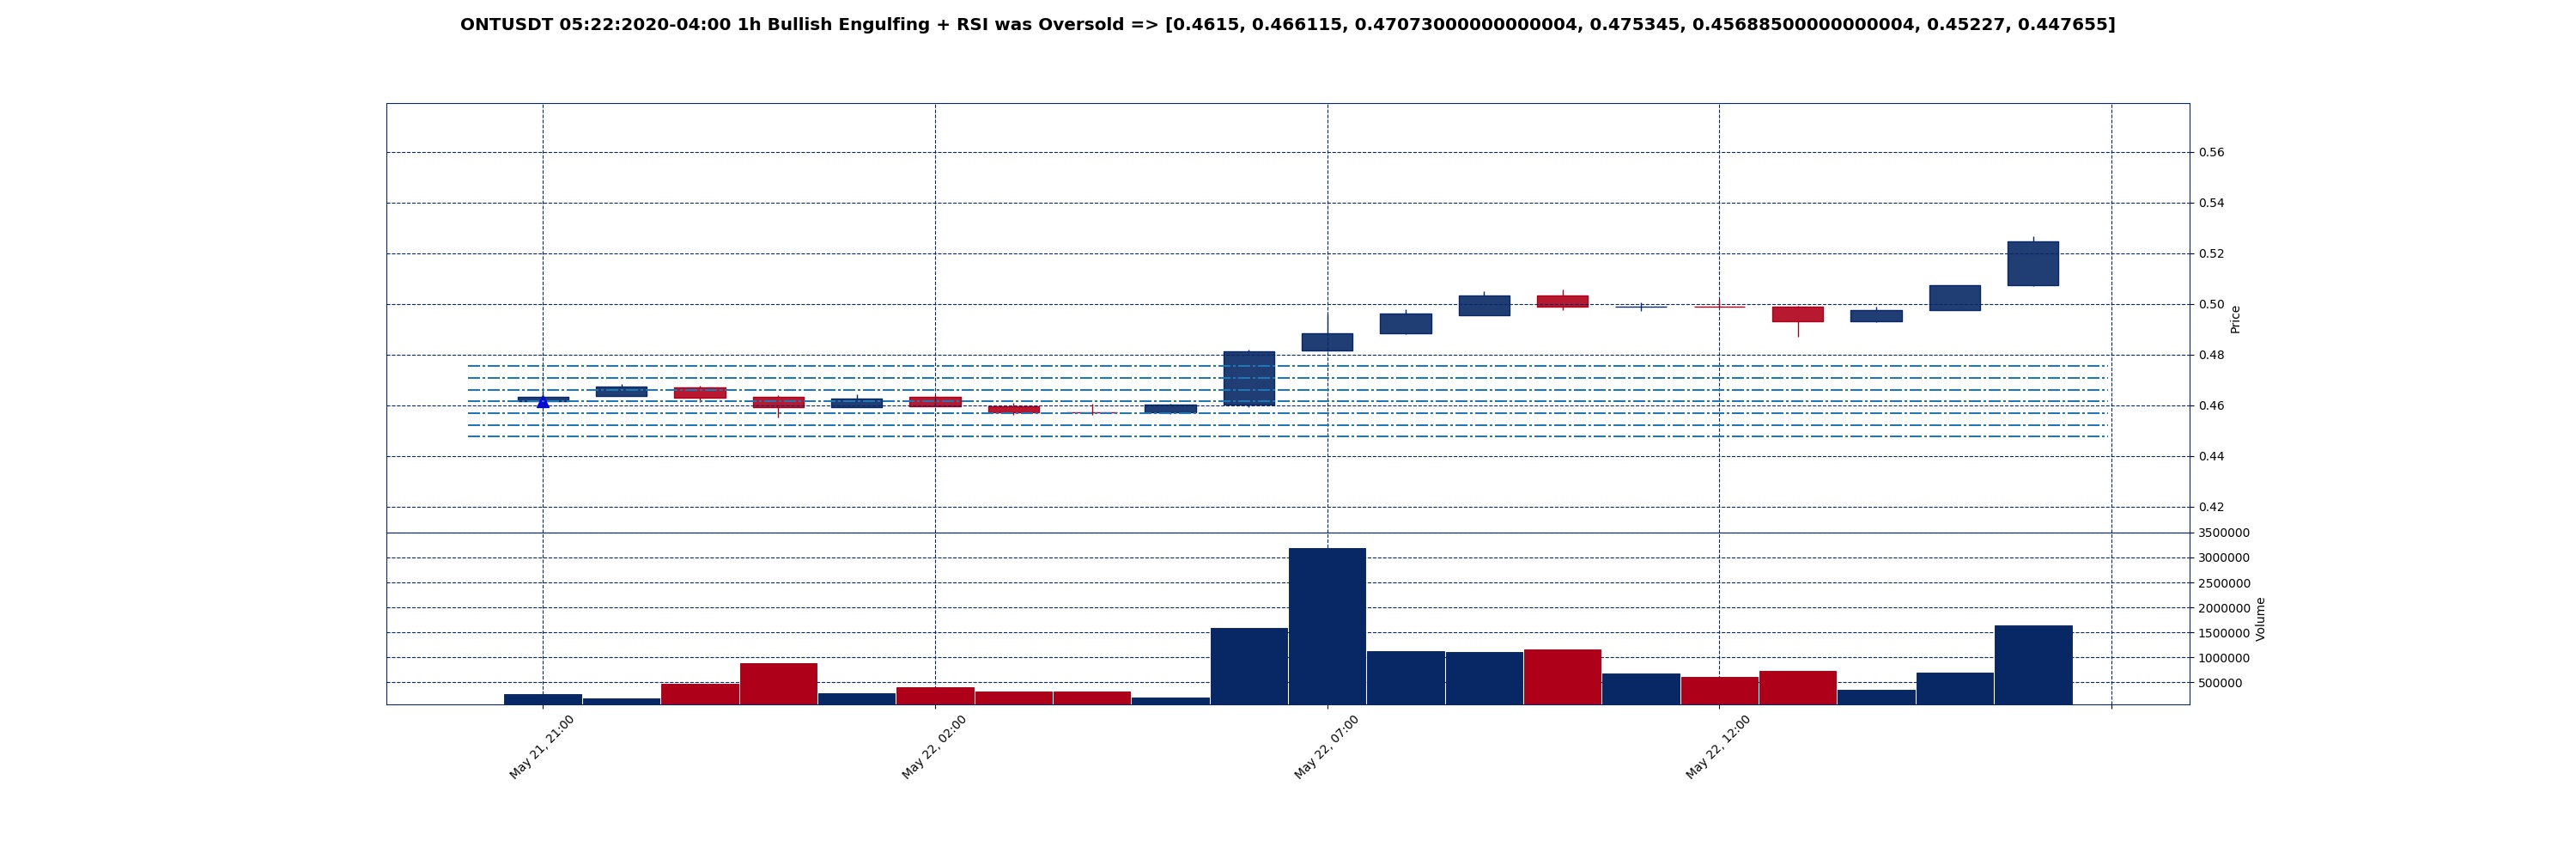 ONTUSDT 05:22:2020-04:00 1h Bullish Engulfing + RSI was Oversold => [0.4615, 0.466115, 0.47073000000000004, 0.475345, 0.45688500000000004, 0.45227, 0.447655]
0.56
0.54
0.52
0.50
0.48
0.46
0.44
0.42
Price
3500000
3000000
2500000
2000000
1500000
1000000
500000
Volume
May 21, 21:00
May 22, 02:00
May 22, 07:00
May 22, 12:00